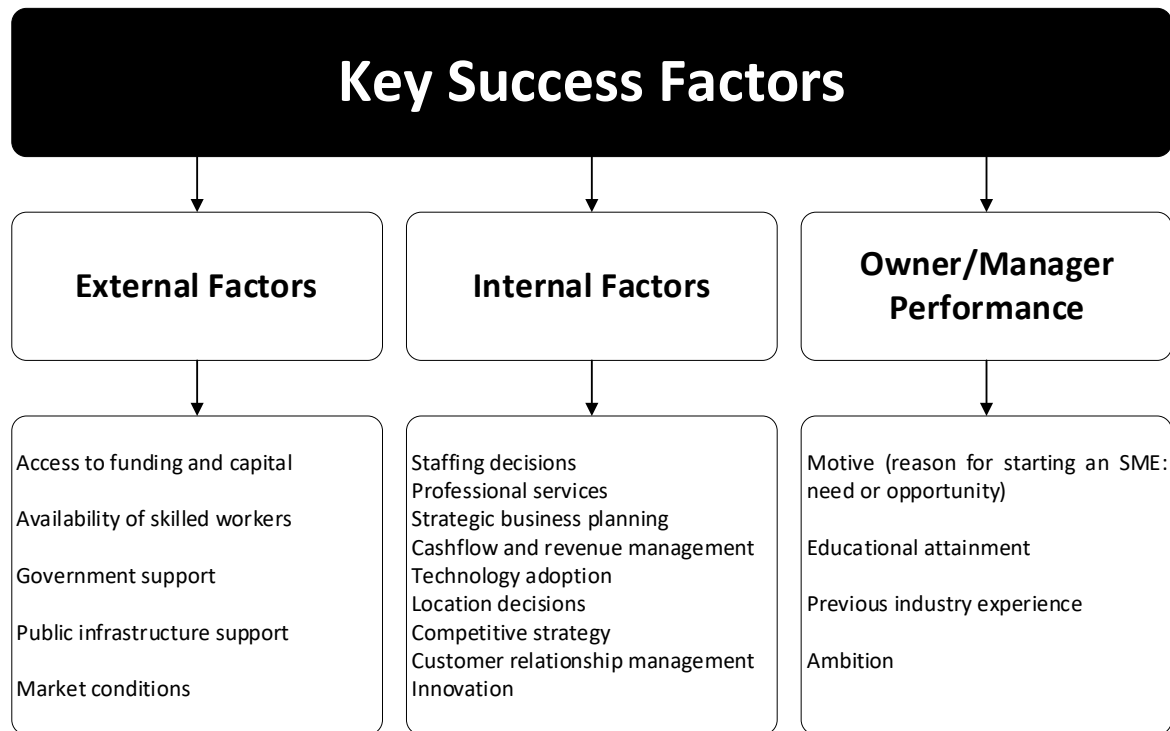 Key Success Factors
External Factors
Internal Factors
Owner/Manager
Performance
Access to funding and capital
Availability of skilled workers
Government support
Public infrastructure support
Market conditions
Staffing decisions
Professional services
Strategic business planning
Cashflow and revenue management
Technology adoption
Location decisions
Competitive strategy
Customer relationship management
Innovation
Motive (reason for starting an SME:
need or opportunity)
Educational attainment
Previous industry experience
Ambition